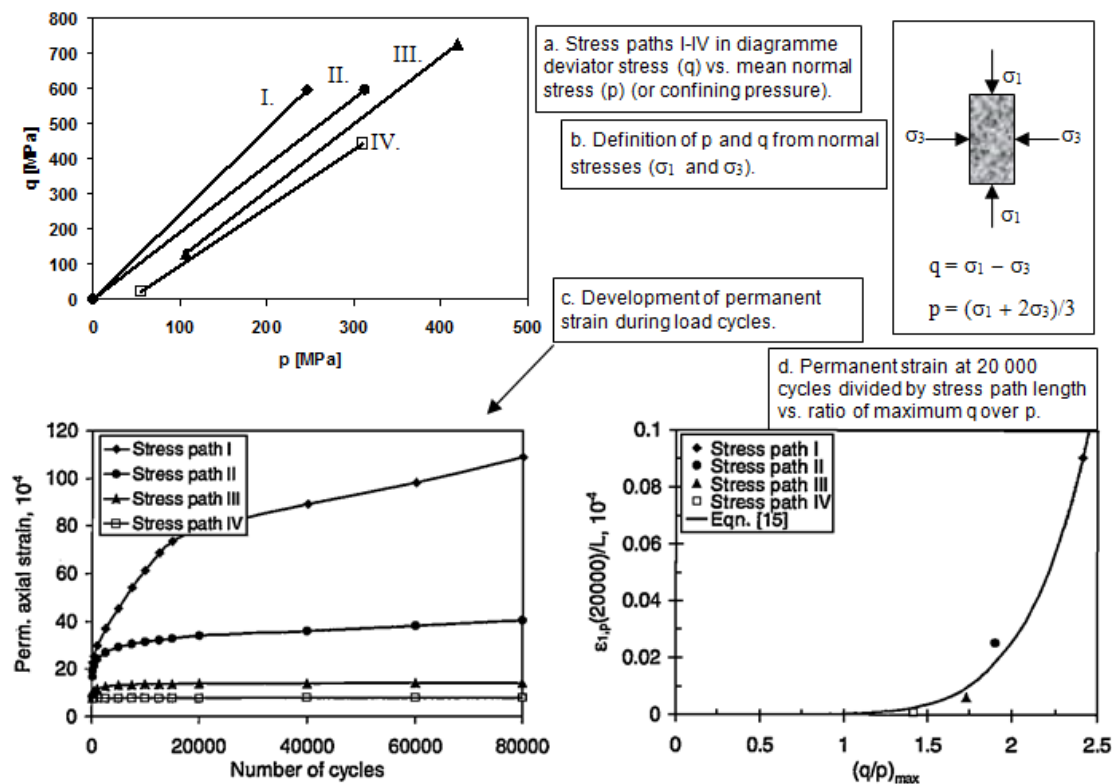 800
700
600
500
400
300
200
100
0
q [MPa]
I.
II.
III.
IV.
0
100
200
300
400
500
p [MPa]
a. Stress paths I-IV in diagramme
deviator stress (q) vs. mean normal
stress (p) (or confining pressure).
b. Definition of p and q from normal
stresses (σ1 and σ3).
σ1
σ3
σ3
σ1
q = σ1 − σ3
p = (σ1 + 2σ3)/3
c. Development of permanent
strain during load cycles.
d. Permanent strain at 20 000
cycles divided by stress path length
vs. ratio of maximum q over p.
120
100
80
60
40
20
0
Perm. axial strain, 10^4
Stress path I
Stress path II
Stress path III
Stress path IV
0
20000
40000
60000
80000
Number of cycles
0.1
0.08
0.06
0.04
0.02
0
ε1,p(20000)/L, 10^-4
Stress path I
Stress path II
Stress path III
Stress path IV
Eqn. [15]
0
0.5
1
1.5
2
2.5
(q/p)max